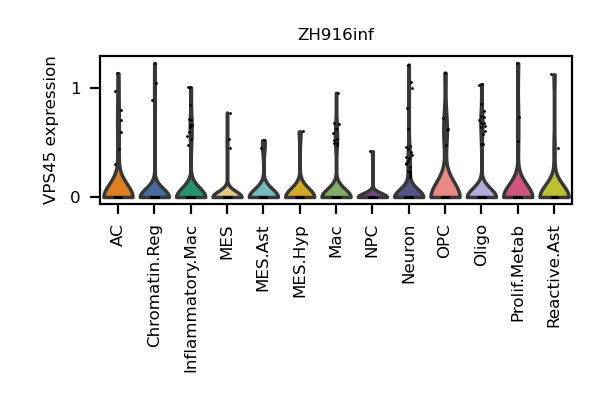 ZH916inf
VPS45 expression
1
0
AC
Chromatin.Reg
Inflammatory.Mac
MES
MES.Ast
MES.Hyp
Mac
NPC
Neuron
OPC
Oligo
Prolif.Metab
Reactive.Ast